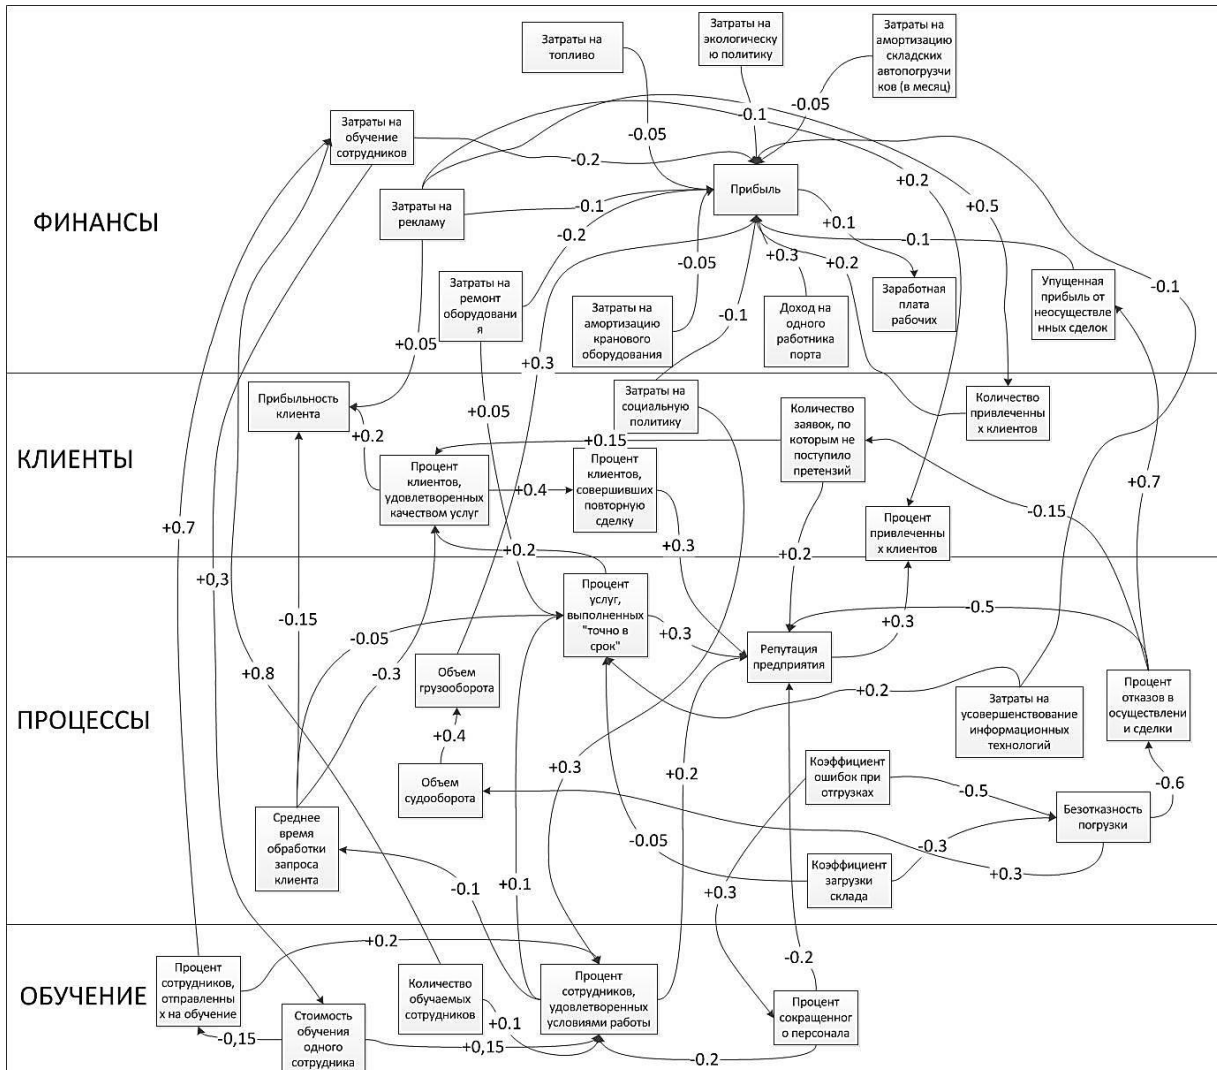 Затраты на
топливо
Затраты на
экологическу
ю политику
Затраты на
амортизацию
складских
автопогрузчи
ков (в месяц)
-0.05
-0.1
-0.05
Затраты на
обучение
сотрудников
-0.2
+0.2
Прибыль
ФИНАНСЫ
Затраты на
рекламу
-0.1
-0.2
+0.1
+0.5
-0.1
+0.3
+0.2
-0.05
-0.1
Затраты на
ремонт
оборудовани
я
Затраты на
амортизацию
кранового
оборудования
Доход на
одного
работника
порта
Заработная
плата
рабочих
Упущенная
прибыль от
неосуществле
нных сделок
-0.1
+0.05
+0.3
КЛИЕНТЫ
Прибыльность
клиента
+0.05
Затраты на
социальную
политику
Количество
заявок, по
которым не
поступило
претензий
Количество
привлеченны
х клиентов
+0.2
+0.15
Процент
клиентов,
удовлетворенных
качеством услуг
+0.4
Процент
клиентов,
совершивших
повторную
сделку
+0.7
-0.15
+0.7
Процент
привлеченны
х клиентов
+0.3
+0.2
+0.2
ПРОЦЕССЫ
+0,3
-0.15
-0.05
-0.3
+0.8
Процент
услуг,
выполненных
"точно в
срок"
+0.3
Репутация
предприятия
-0.5
+0.3
Объем
грузооборота
+0.4
Объем
судооборота
+0.2
Затраты на
усовершенствование
информационных
технологий
Процент
отказов в
осуществлени
и сделки
+0.3
+0.2
Коэффициент
ошибок при
отгрузках
-0.5
-0.6
Безотказность
погрузки
Среднее
время
обработки
запроса
клиента
-0.05
-0.3
+0.3
Коэффициент
загрузки
склада
-0.1
+0.1
+0.3
ОБУЧЕНИЕ
+0.2
-0.2
Процент
сотрудников,
отправленны
х на обучение
Количество
обучаемых
сотрудников
Процент
сотрудников,
удовлетворенных
условиями работы
Процент
сокращенног
о персонала
Стоимость
обучения
одного
сотрудника
-0,15
+0.1
+0,15
-0.2